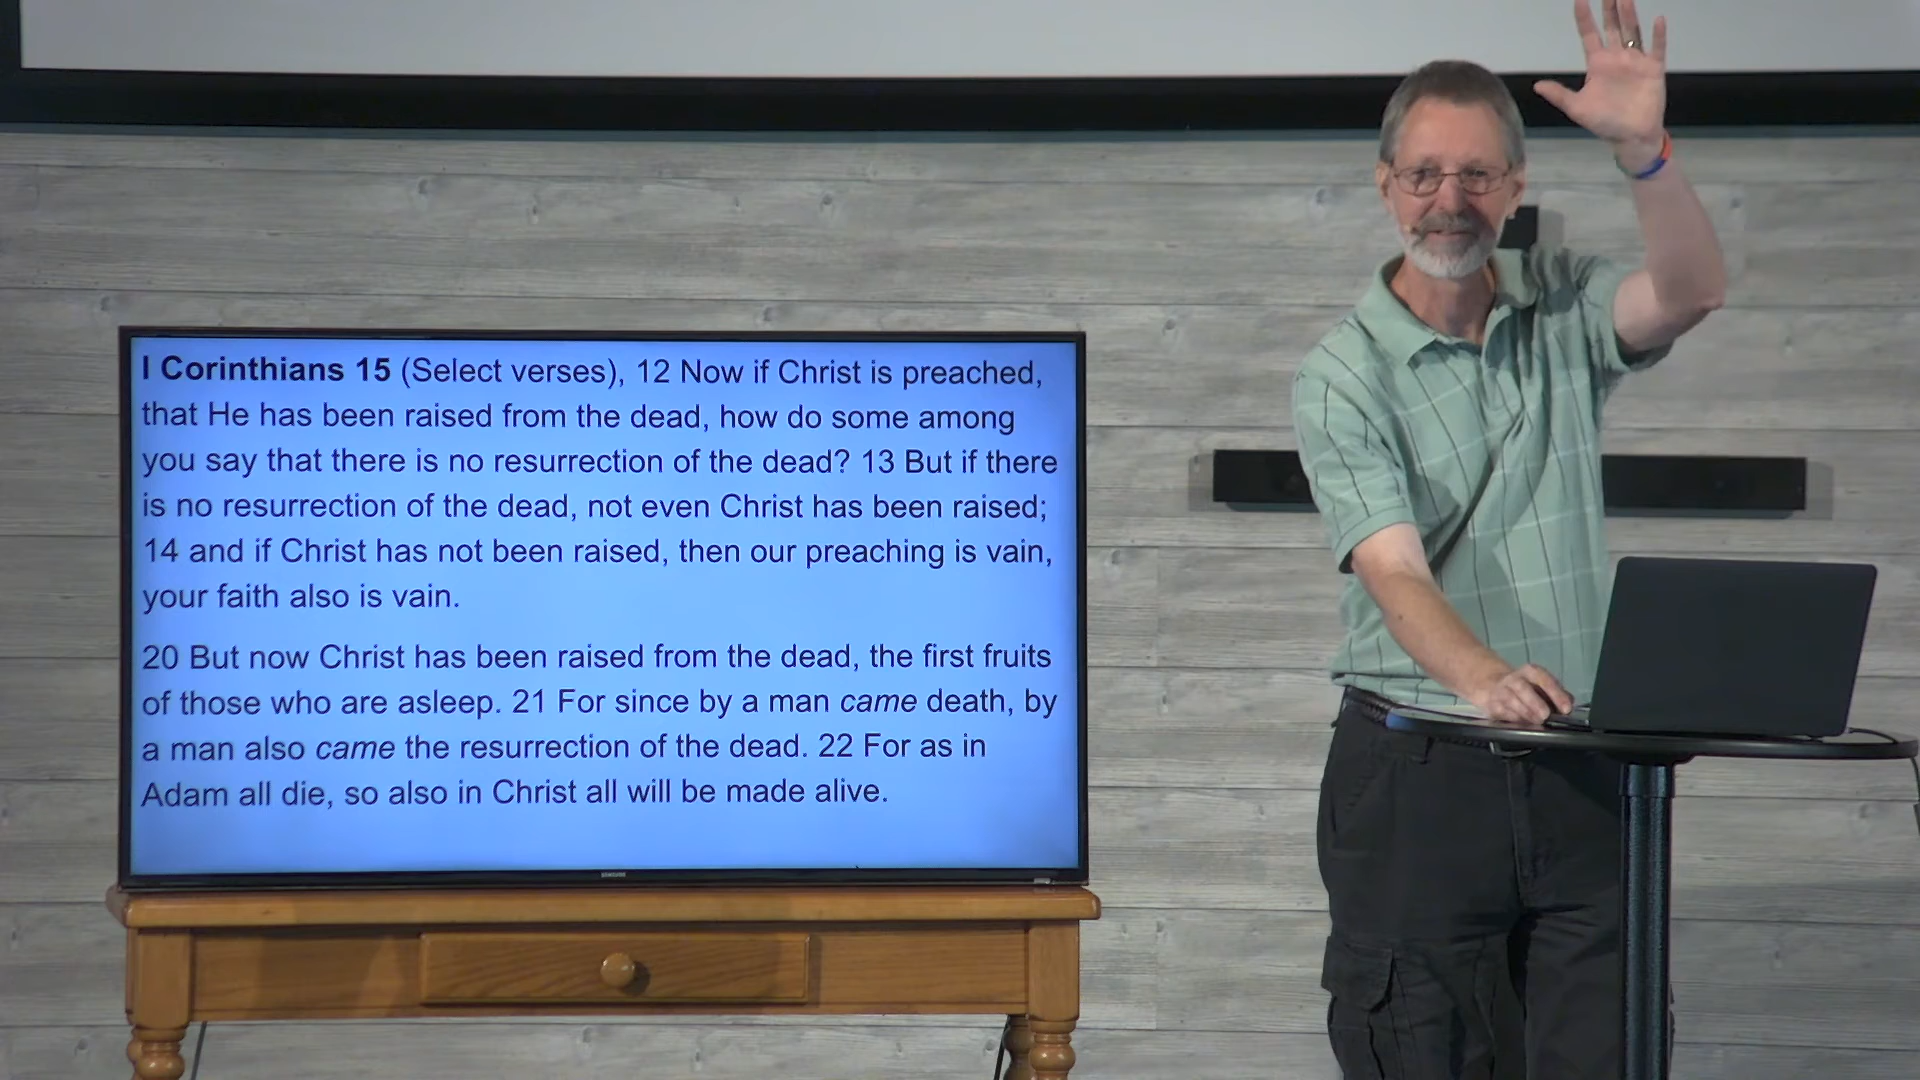 I Corinthians 15 (Select verses), 12 Now if Christ is preached,
that He has been raised from the dead, how do some among
you say that there is no resurrection of the dead? 13 But if there
is no resurrection of the dead, not even Christ has been raised;
14 and if Christ has not been raised, then our preaching is vain,
your faith also is vain.
20 But now Christ has been raised from the dead, the first fruits
of those who are asleep. 21 For since by a man came death, by
a man also came the resurrection of the dead. 22 For as in
Adam all die, so also in Christ all will be made alive.
SAMSUNG